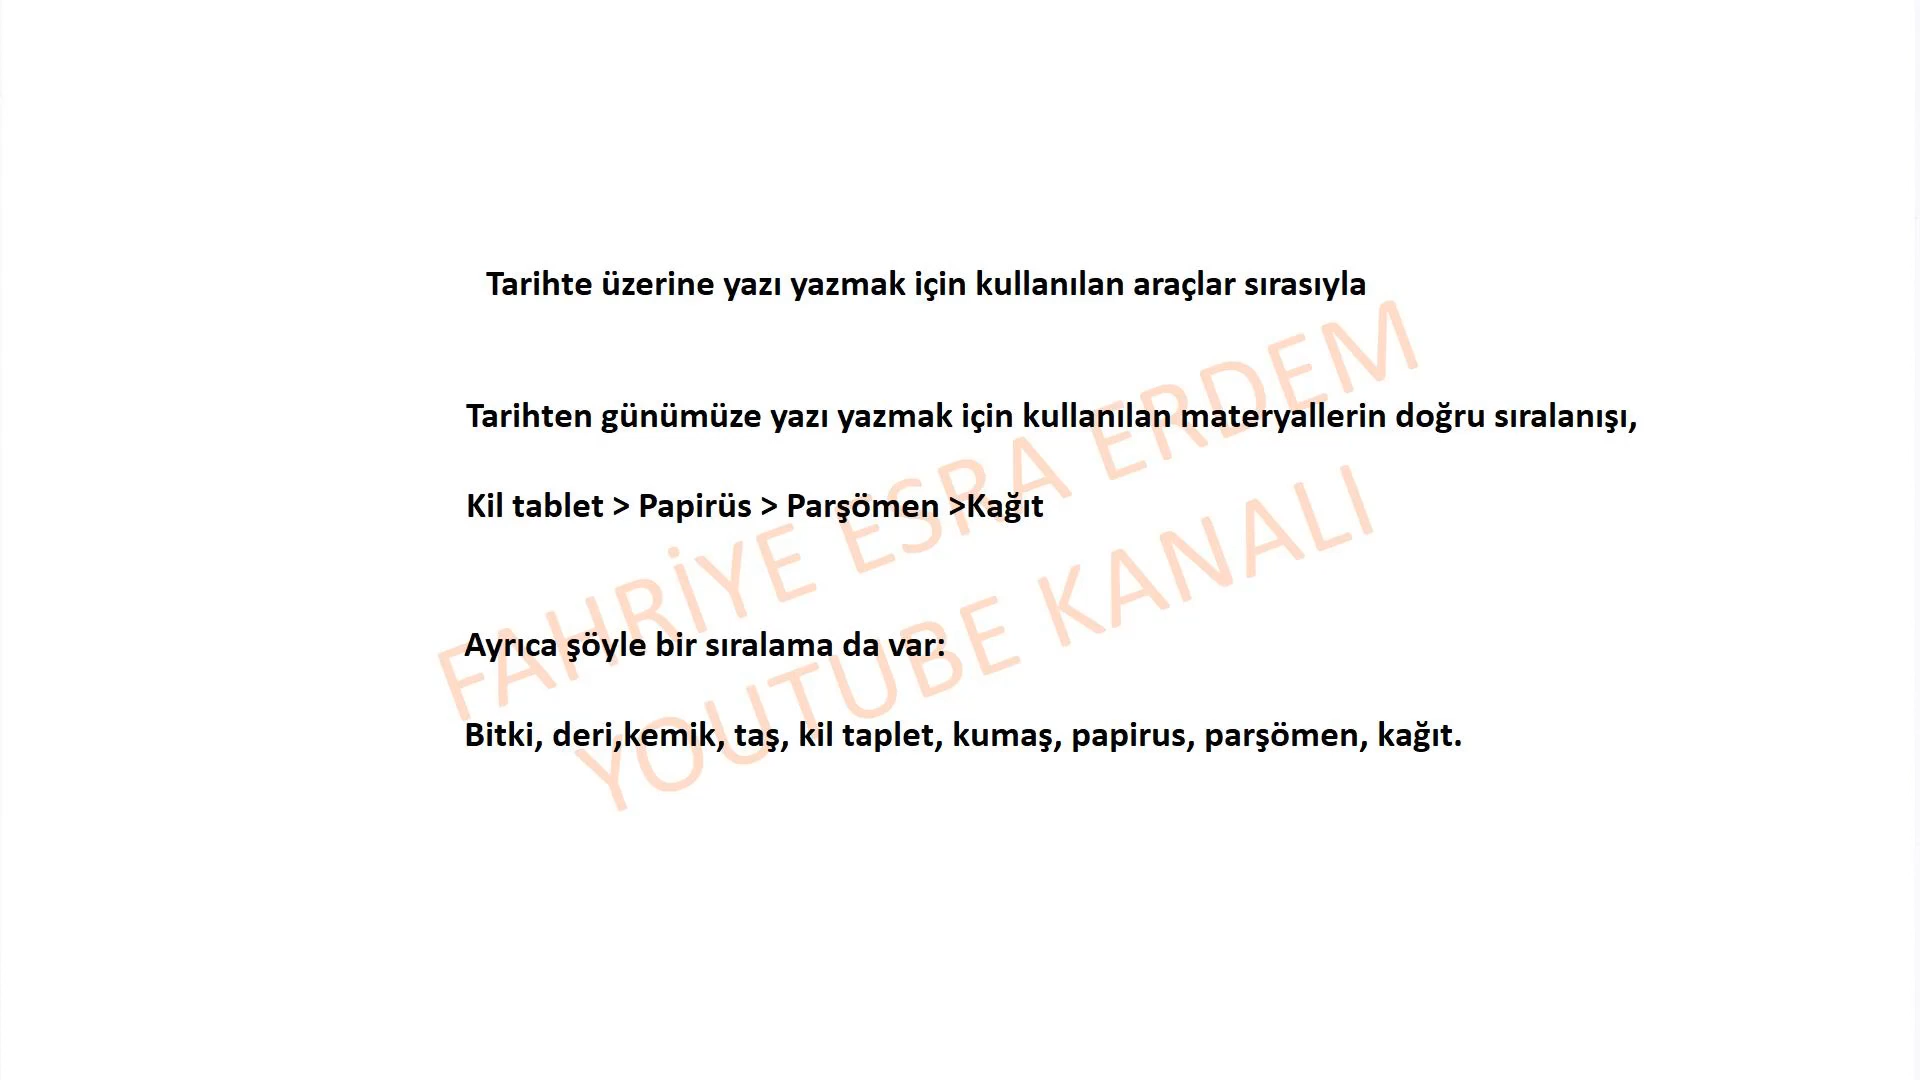 Tarihte üzerine yazı yazmak için kullanılan araçlar sırasıyla
Tarihten günümüze yazı yazmak için kullanılan materyallerin doğru sıralanışı,
Kil tablet > Papirüs > Parşömen >Kağıt
Ayrıca şöyle bir sıralama da var:
Bitki, deri,kemik, taş, kil taplet, kumaş, papirus, parşömen, kağıt.
FAHRİYE ESRA ERDEM
YOUTUBE KANALI